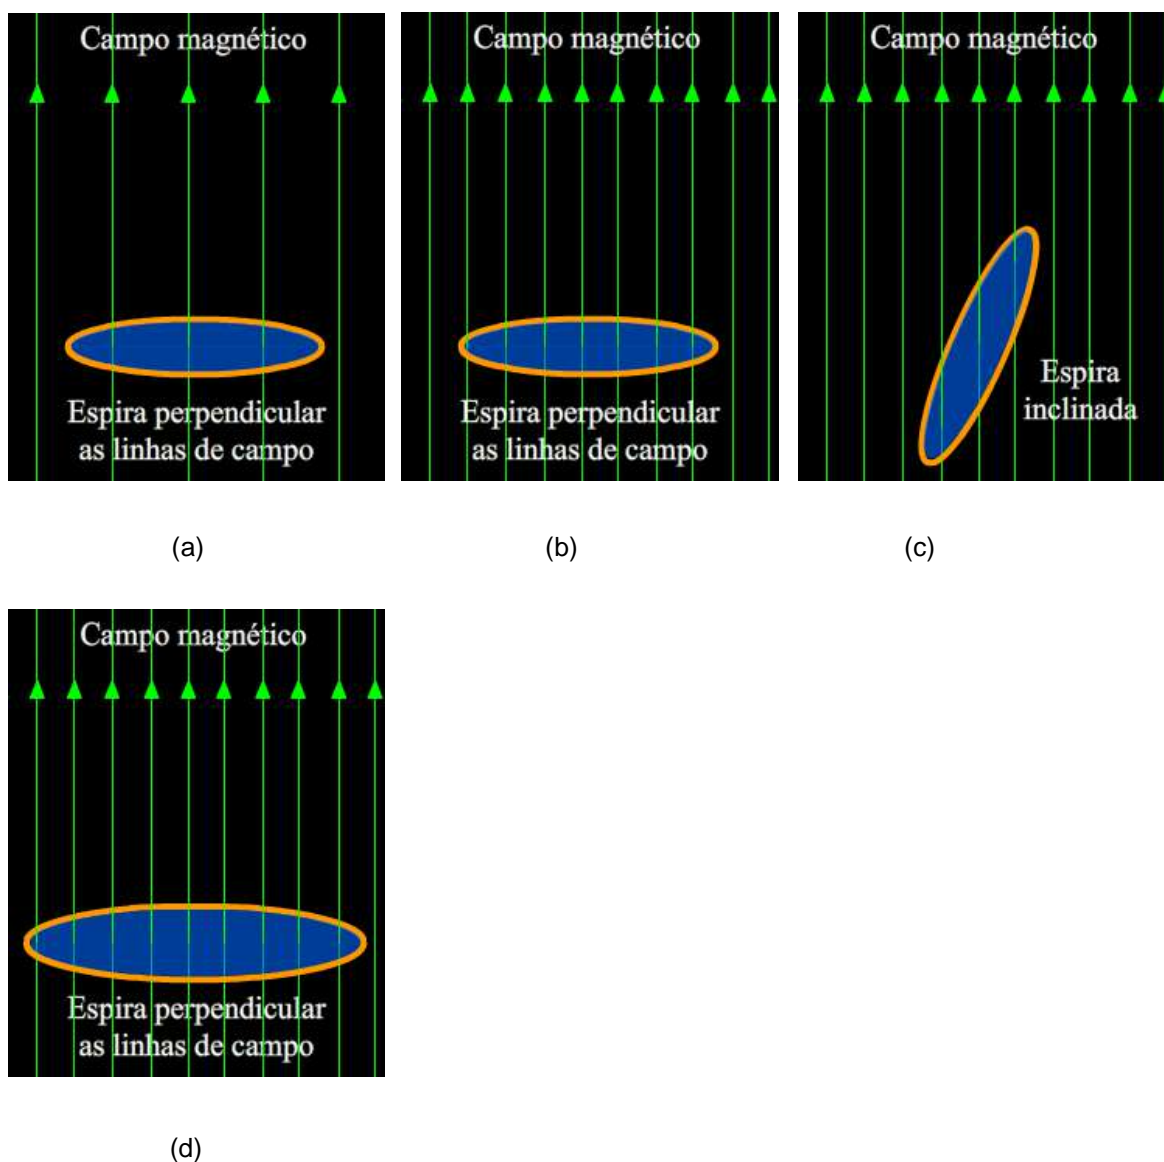 Campo magnético
Espira perpendicular
as linhas de campo
(a)
Campo magnético
Espira perpendicular
as linhas de campo
(b)
Campo magnético
Espira
inclinada
(c)
Campo magnético
Espira perpendicular
as linhas de campo
(d)